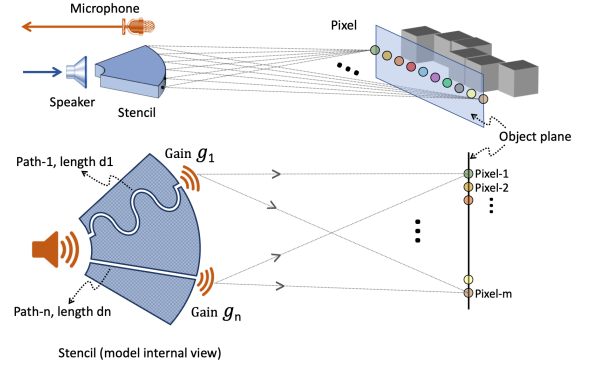 Microphone
Pixel
Speaker
Stencil
Object plane
Gain g1
Path-1, length d1
Pixel-1
Pixel-2
Path-n, length dn
Pixel-m
Gain gn
Stencil (model internal view)